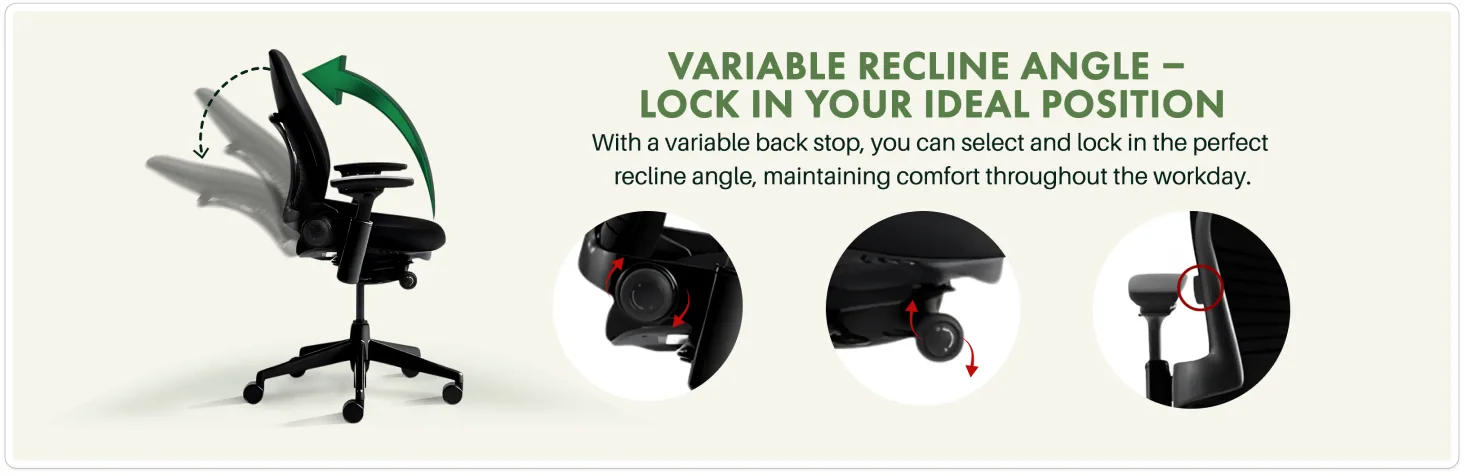 VARIABLE RECLINE ANGLE –
LOCK IN YOUR IDEAL POSITION
With a variable back stop, you can select and lock in the perfect
recline angle, maintaining comfort throughout the workday.